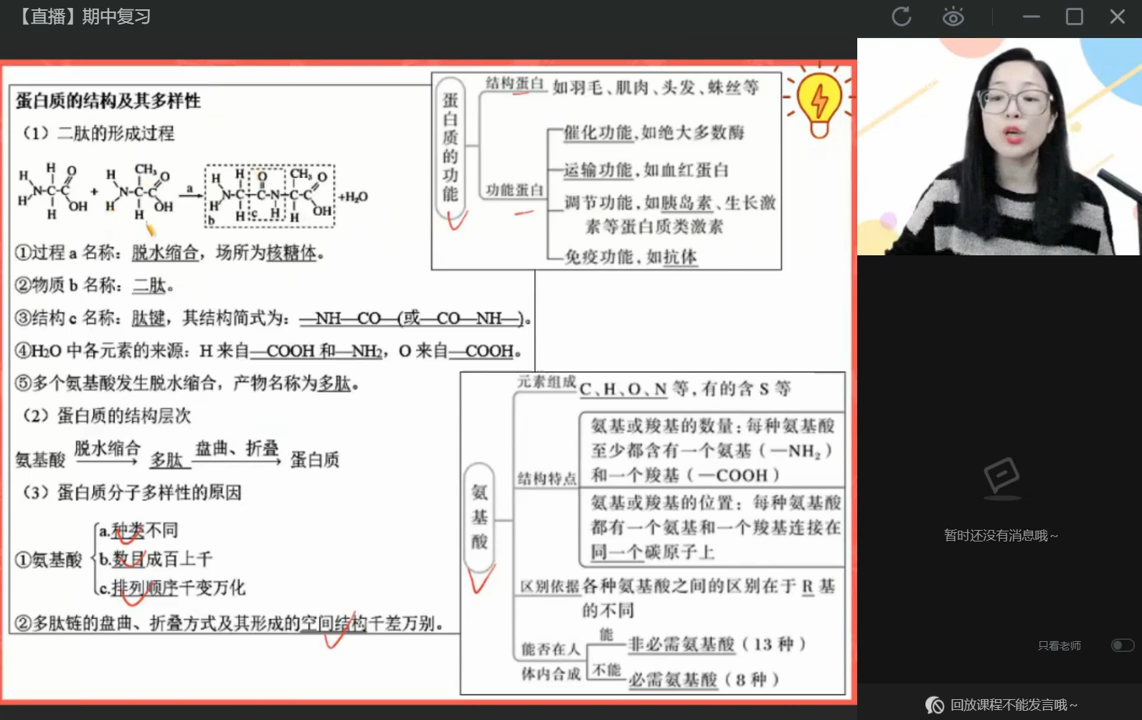 【直播】期中复习
蛋白质的结构及其多样性
（1）二肽的形成过程
①过程 a 名称：脱水缩合，场所为核糖体。
②物质 b 名称：二肽。
③结构 c 名称：肽键，其结构简式为：—NH—CO—(或—CO—NH—)。
④H₂O 中各元素的来源：H 来自—COOH 和—NH₂，O 来自—COOH。
⑤多个氨基酸发生脱水缩合，产物名称为多肽。
（2）蛋白质的结构层次
脱水缩合 盘曲、折叠
氨基酸 多肽 蛋白质
（3）蛋白质分子多样性的原因
①氨基酸
a.种类不同
b.数目成百上千
c.排列顺序千变万化
②多肽链的盘曲、折叠方式及其形成的空间结构千差万别。
蛋白质的功能
结构蛋白 如羽毛、肌肉、头发、蛛丝等
功能蛋白
催化功能,如绝大多数酶
运输功能,如血红蛋白
调节功能,如胰岛素、生长激
素等蛋白质类激素
免疫功能,如抗体
氨基酸
元素组成 C、H、O、N 等,有的含 S 等
结构特点
氨基或羧基的数量:每种氨基酸
至少都含有一个氨基(—NH₂)
和一个羧基(—COOH)
氨基或羧基的位置:每种氨基酸
都有一个氨基和一个羧基连接在
同一个碳原子上
区别依据 各种氨基酸之间的区别在于 R 基
的不同
能否在人
体内合成
能 非必需氨基酸(13 种)
不能 必需氨基酸(8 种)
暂时还没有消息哦～
只看老师
回放课程不能发言哦～